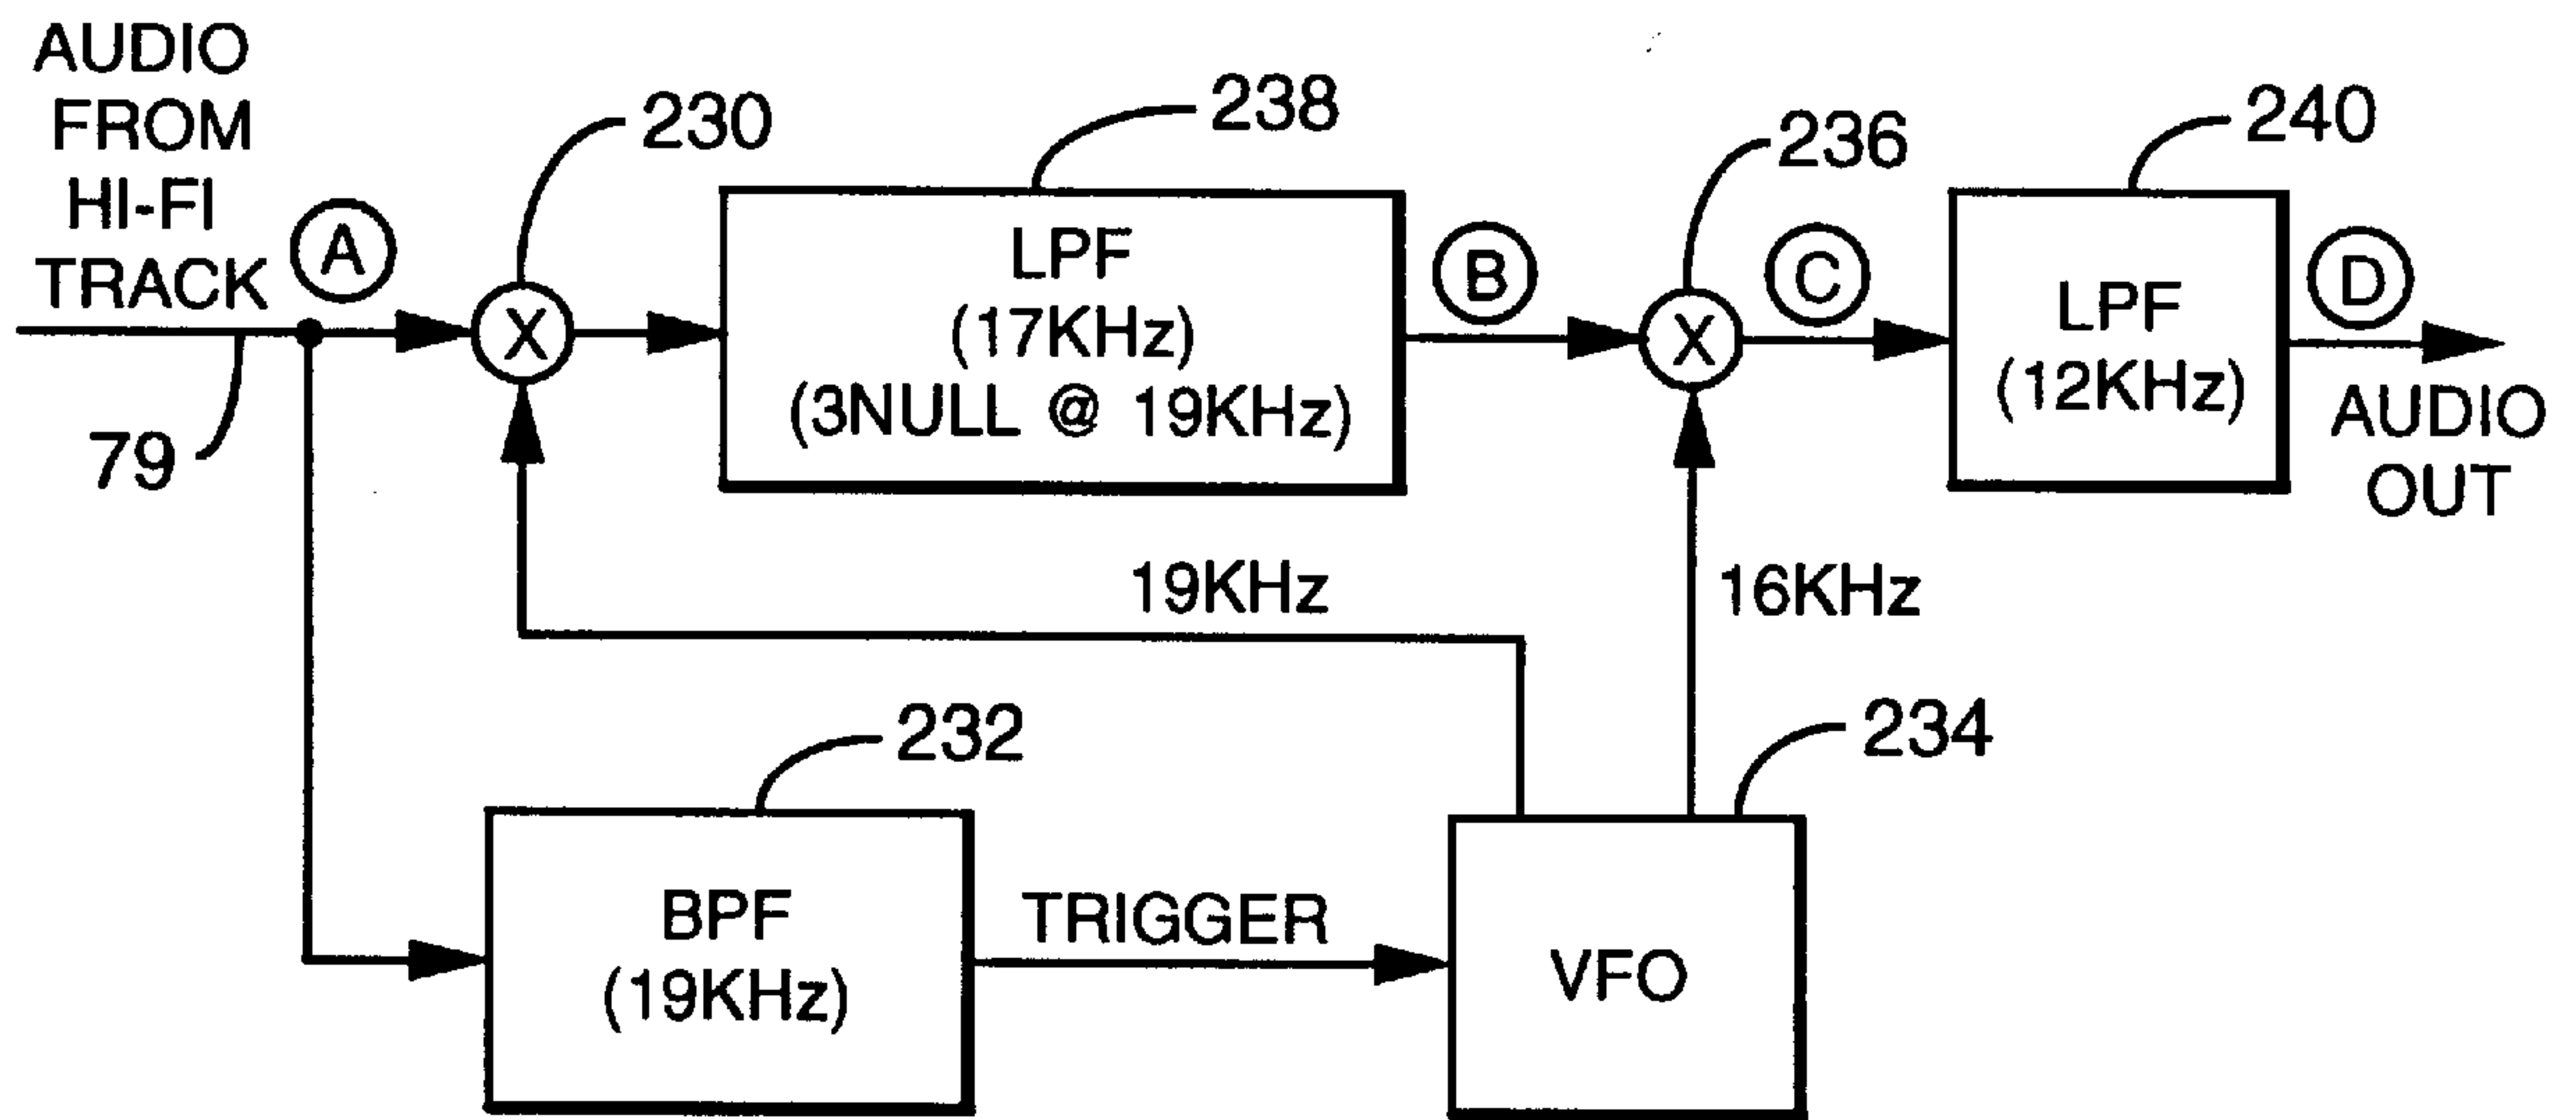 AUDIO
FROM
HI-FI
TRACK
A
79
230
X
238
LPF
(17KHz)
(3NULL @ 19KHz)
B
236
X
C
240
LPF
(12KHz)
D
AUDIO
OUT
19KHz
16KHz
232
BPF
(19KHz)
TRIGGER
234
VFO